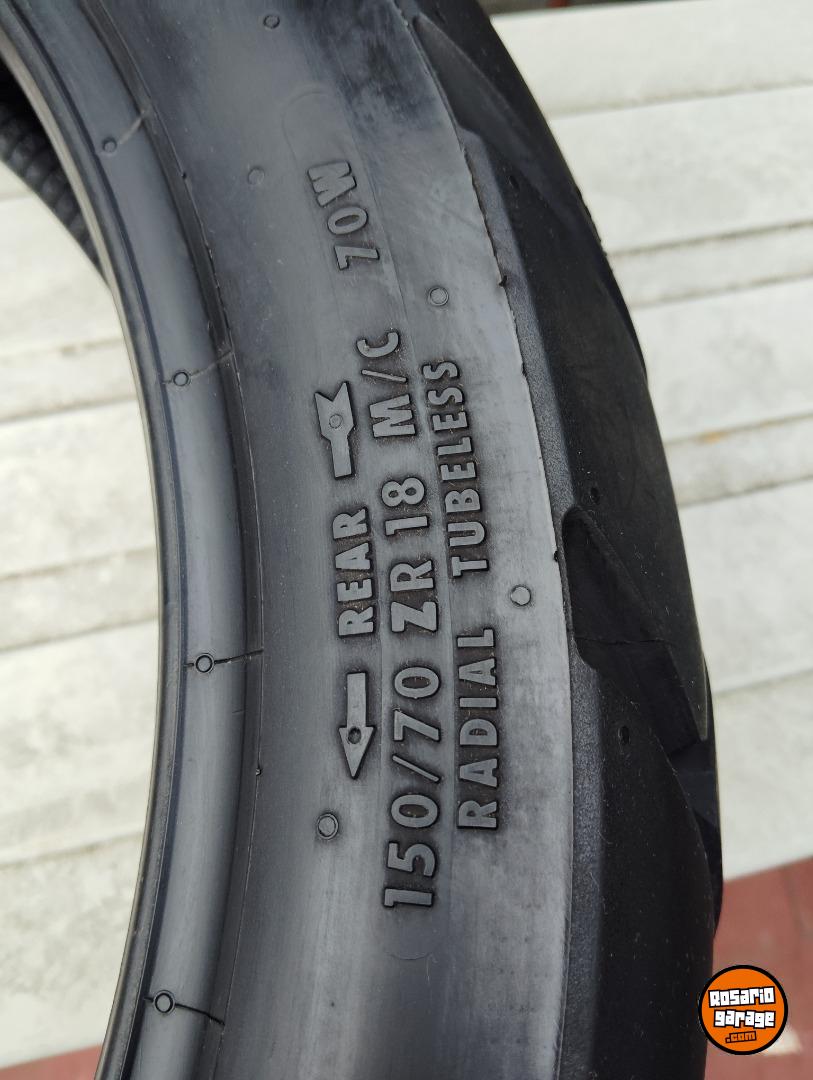 REAR
150/70 ZR 18 M/C 70W
RADIAL TUBELESS
Rosario
garage
.com